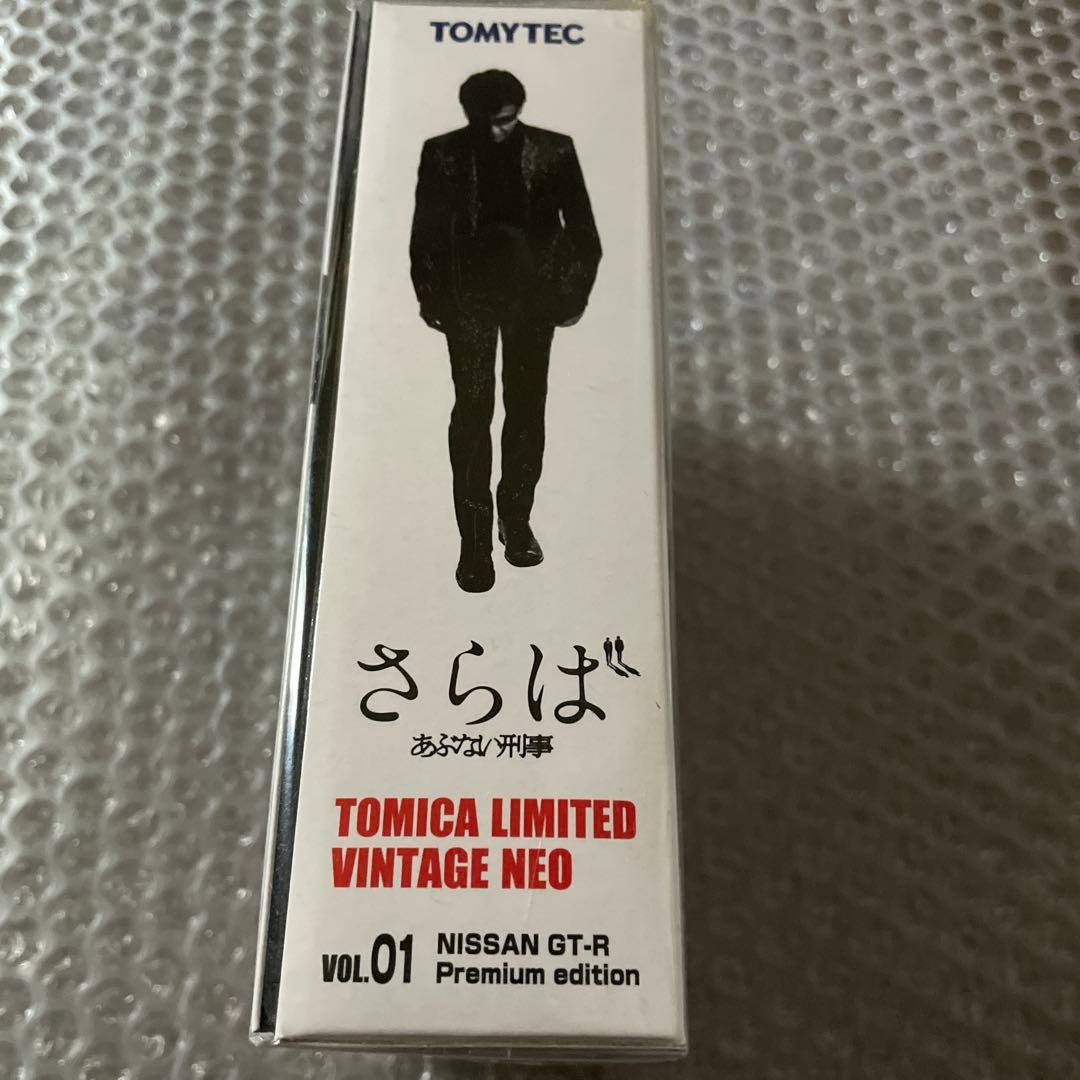 TOMYTEC
さらば
あぶない刑事
TOMICA LIMITED
VINTAGE NEO
VOL.01 NISSAN GT-R
Premium edition